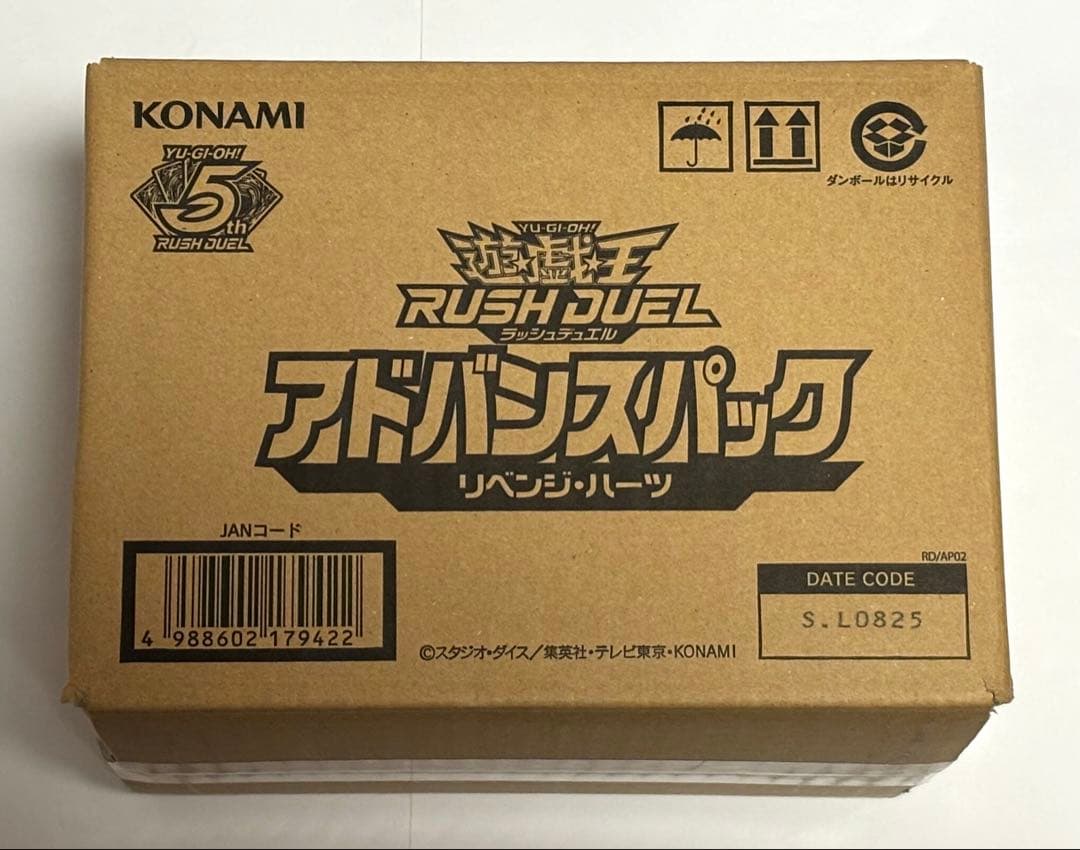 KONAMI
YU-GI-OH!
5th
RUSH DUEL
ダンボールはリサイクル
YU-GI-OH!
遊☆戯☆王
RUSH DUEL
ラッシュデュエル
アドバンスパック
リベンジ・ハーツ
JANコード
4 988602 179422
RD/AP02
DATE CODE
S.L0825
©スタジオ・ダイス/集英社・テレビ東京・KONAMI